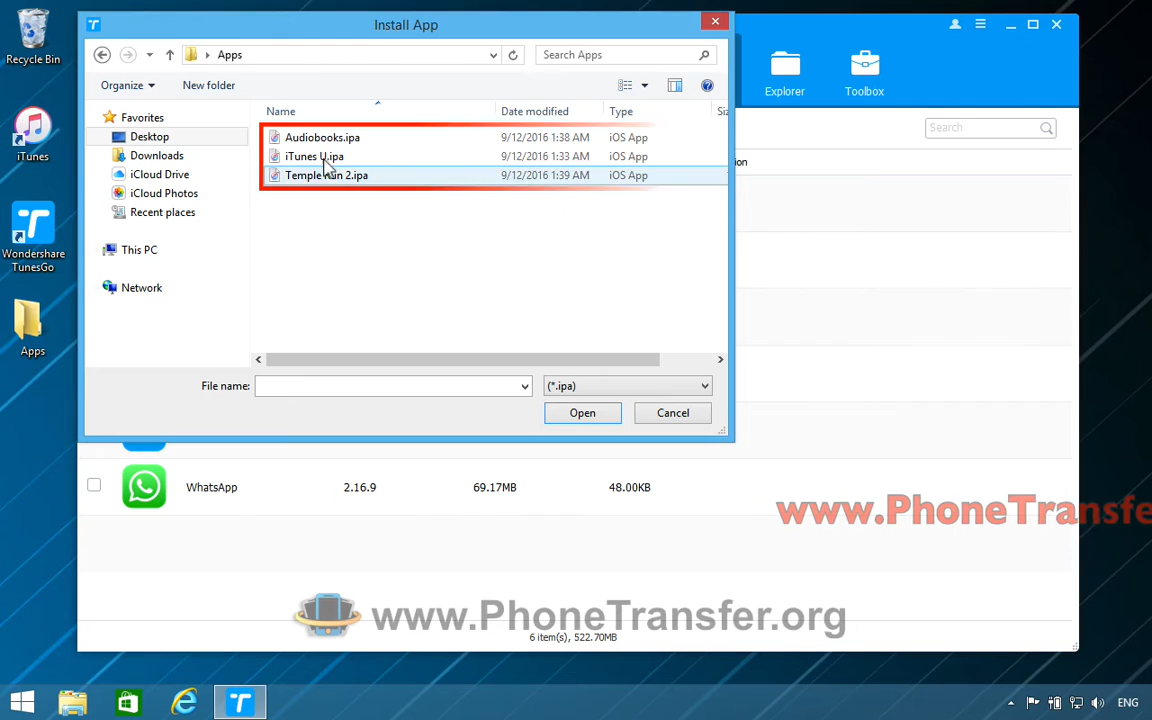 Recycle Bin
iTunes
Wondershare
TunesGo
Apps
Install App
Apps
Search Apps
Organize
New folder
Name
Date modified
Type
Favorites
Desktop
Downloads
iCloud Drive
iCloud Photos
Recent places
This PC
Network
Audiobooks.ipa 9/12/2016 1:38 AM iOS App
iTunes U.ipa 9/12/2016 1:33 AM iOS App
Temple Run 2.ipa 9/12/2016 1:39 AM iOS App
File name:
(*.ipa)
Open
Cancel
Explorer
Toolbox
Search
WhatsApp 2.16.9 69.17MB 48.00KB
www.PhoneTransfe
www.PhoneTransfer.org
6 item(s), 522.70MB
ENG